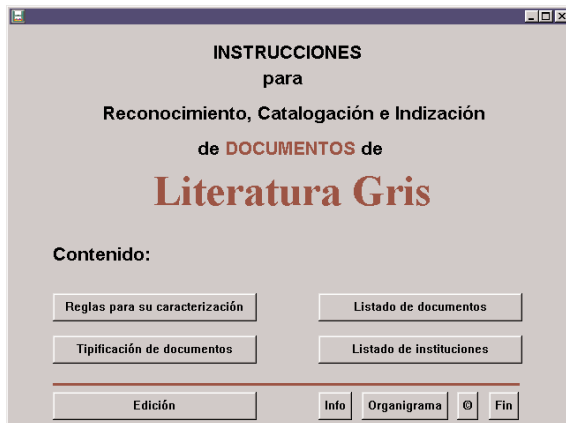 INSTRUCCIONES
para
Reconocimiento, Catalogación e Indización
de DOCUMENTOS de
Literatura Gris
Contenido:
Reglas para su caracterización
Listado de documentos
Tipificación de documentos
Listado de instituciones
Edición
Info
Organigrama
©
Fin